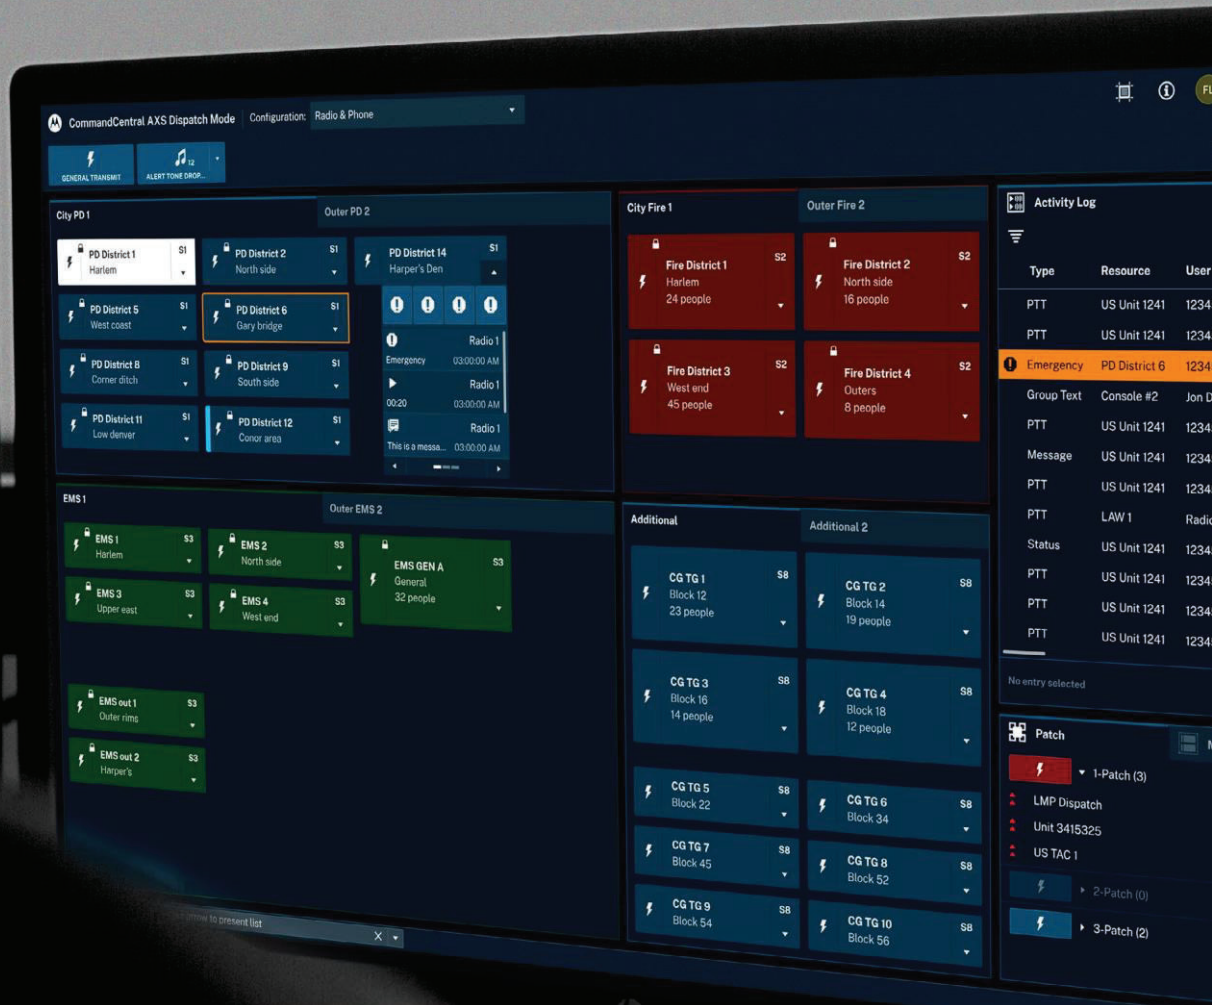 CommandCentral AXS Dispatch Mode
Configuration:
Radio & Phone
FL
GENERAL TRANSMIT
12
ALERT TONE DROP...
City PD 1
Outer PD 2
PD District 1
S1
Harlem
PD District 2
S1
North side
PD District 14
S1
Harper's Den
PD District 5
S1
West coast
PD District 6
S1
Gary bridge
PD District 8
S1
Corner ditch
PD District 9
S1
South side
PD District 11
S1
Low denver
PD District 12
S1
Conor area
Radio 1
Emergency 03:00:00 AM
Radio 1
00:20 03:00:00 AM
Radio 1
This is a messa... 03:00:00 AM
City Fire 1
Outer Fire 2
Fire District 1
S2
Harlem
24 people
Fire District 2
S2
North side
16 people
Fire District 3
S2
West end
45 people
Fire District 4
S2
Outers
8 people
EMS 1
Outer EMS 2
EMS 1
S3
Harlem
EMS 2
S3
North side
EMS GEN A
S3
General
32 people
EMS 3
S3
Upper east
EMS 4
S3
West end
EMS out 1
S3
Outer rims
EMS out 2
S3
Harper's
Additional
Additional 2
CG TG 1
S8
Block 12
23 people
CG TG 2
S8
Block 14
19 people
CG TG 3
S8
Block 16
14 people
CG TG 4
S8
Block 18
12 people
CG TG 5
S8
Block 22
CG TG 6
S8
Block 34
CG TG 7
S8
Block 45
CG TG 8
S8
Block 52
CG TG 9
S8
Block 54
CG TG 10
S8
Block 56
Activity Log
Type Resource User
PTT US Unit 1241 1234
PTT US Unit 1241 1234
Emergency PD District 6 1234
Group Text Console #2 Jon D
PTT US Unit 1241 1234
Message US Unit 1241 1234
PTT US Unit 1241 1234
PTT LAW 1 Radio
Status US Unit 1241 1234
PTT US Unit 1241 1234
PTT US Unit 1241 1234
PTT US Unit 1241 1234
No entry selected
Patch
1-Patch (3)
LMP Dispatch
Unit 3415325
US TAC 1
2-Patch (0)
3-Patch (2)
to present list